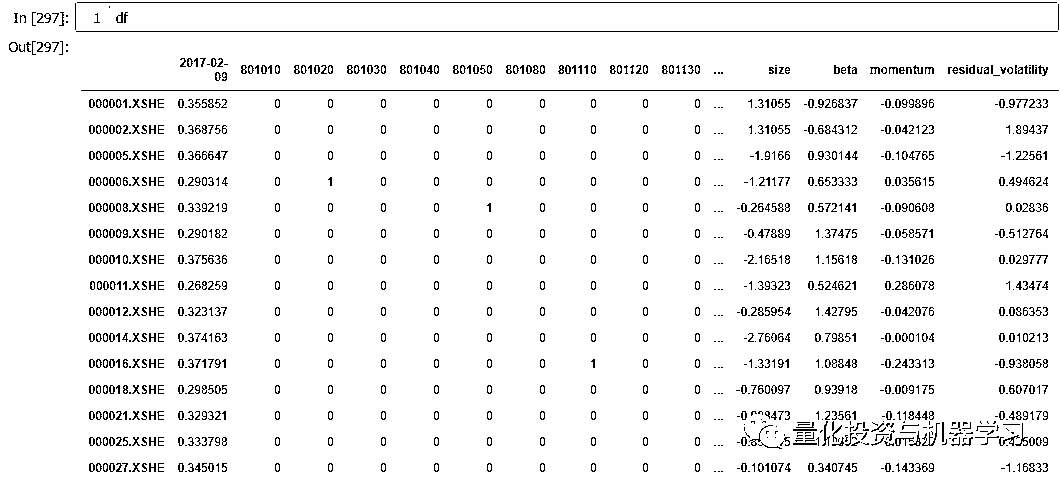 In [297]: 1 df
Out[297]:
2017-02-09 801010 801020 801030 801040 801050 801080 801110 801120 801130 ... size beta momentum residual_volatility
000001.XSHE 0.355852 0 0 0 0 0 0 0 0 0 ... 1.31055 -0.926837 -0.099896 -0.977233
000002.XSHE 0.368756 0 0 0 0 0 0 0 0 0 ... 1.31055 -0.684312 -0.042123 1.89437
000005.XSHE 0.366647 0 0 0 0 0 0 0 0 0 ... -1.9166 0.930144 -0.104765 -1.22561
000006.XSHE 0.290314 0 1 0 0 0 0 0 0 0 ... -1.21177 0.653333 0.035615 0.494624
000008.XSHE 0.339219 0 0 0 0 1 0 0 0 0 ... -0.264588 0.572141 -0.090608 0.02836
000009.XSHE 0.290182 0 0 0 0 0 0 0 0 0 ... -0.47889 1.37475 -0.058571 -0.512764
000010.XSHE 0.375636 0 0 0 0 0 0 0 0 0 ... -2.16518 1.15618 -0.131026 0.029777
000011.XSHE 0.268259 0 0 0 0 0 0 0 0 0 ... -1.39323 0.524621 0.286078 1.43474
000012.XSHE 0.323137 0 0 0 0 0 0 0 0 0 ... -0.285954 1.42795 -0.042076 0.086353
000014.XSHE 0.374163 0 0 0 0 0 0 0 0 0 ... -2.76064 0.79851 -0.000104 0.010213
000016.XSHE 0.371791 0 0 0 0 0 0 1 0 0 ... -1.33191 1.08848 -0.243313 -0.938058
000018.XSHE 0.298505 0 0 0 0 0 0 0 0 0 ... -0.760097 0.93918 -0.009175 0.607017
000021.XSHE 0.329321 0 0 0 0 0 0 0 0 0 ... 1.23561 -0.118448 -0.489179
000025.XSHE 0.333798 0 0 0 0 0 0 0 0 0 ...
量化投资与机器学习
000027.XSHE 0.345015 0 0 0 0 0 0 0 0 0 ... -0.101074 0.340745 -0.143369 -1.16833